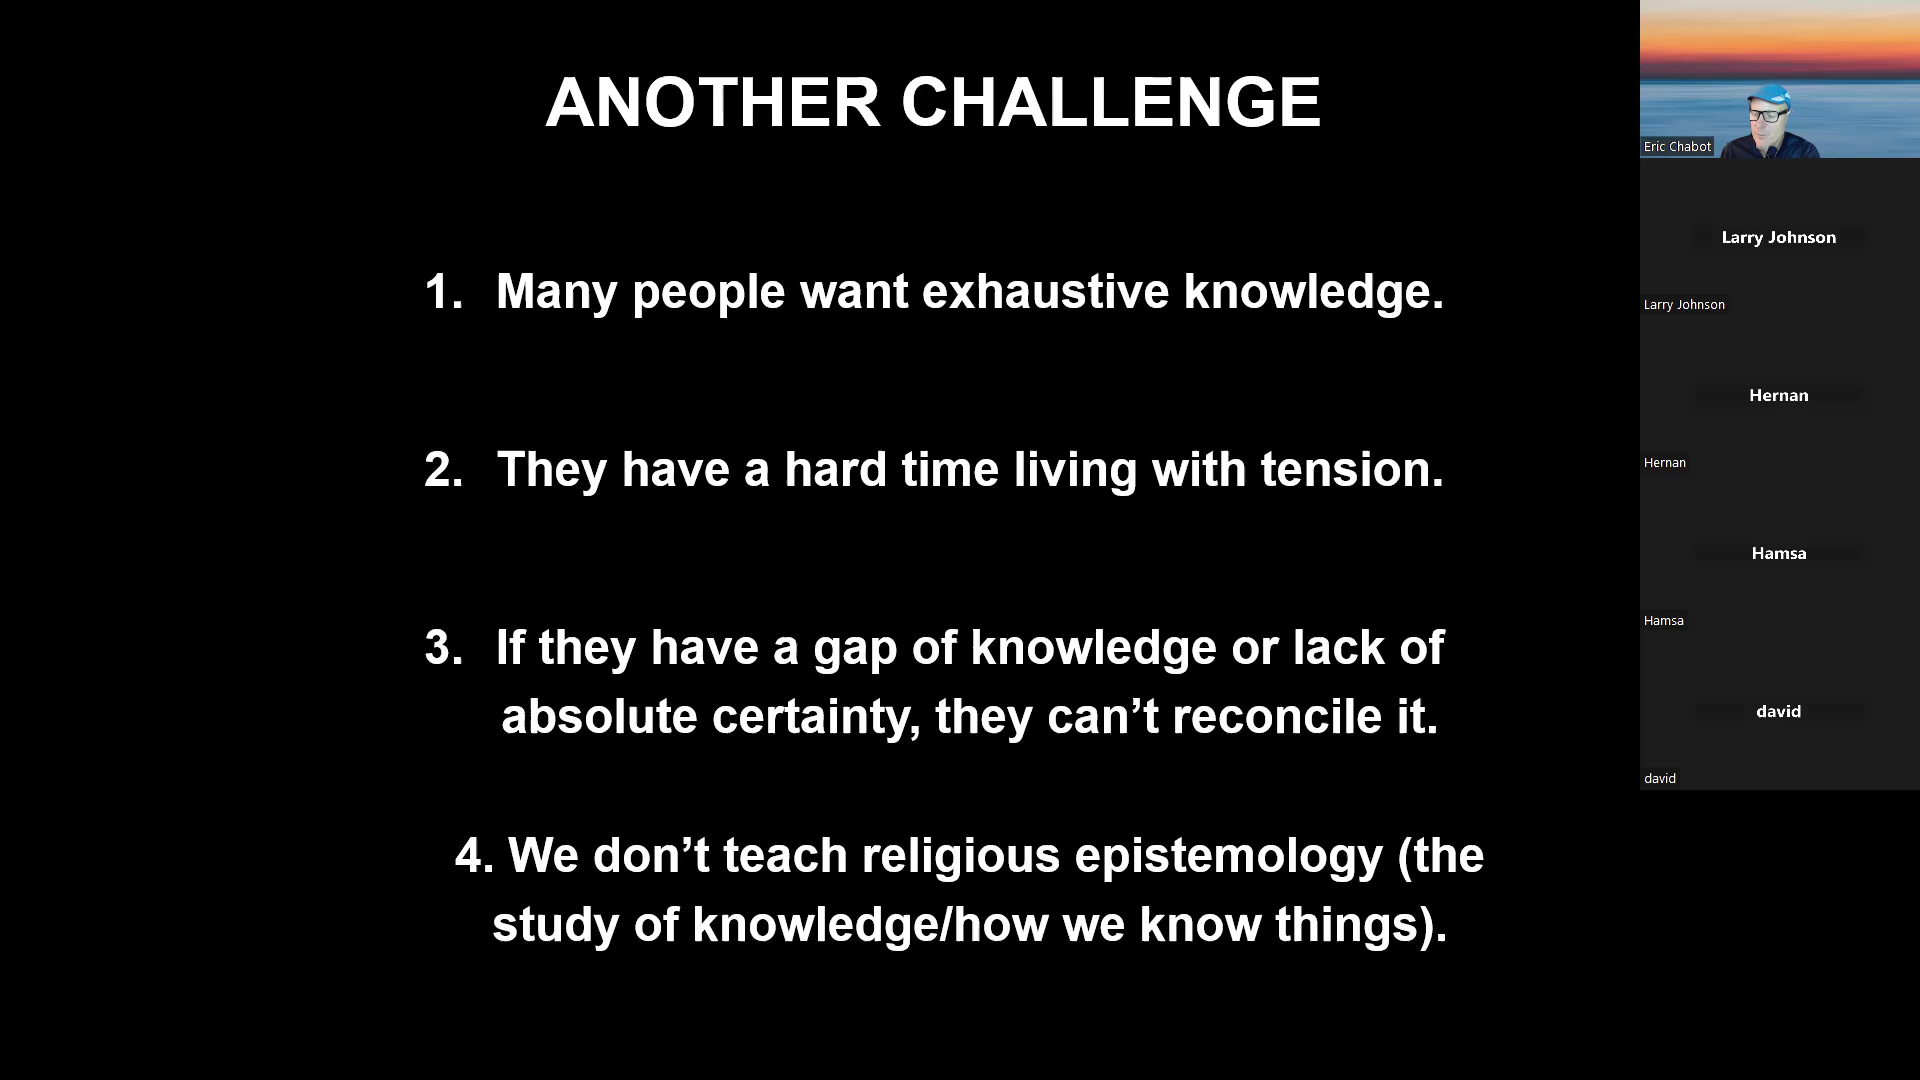 ANOTHER CHALLENGE
1. Many people want exhaustive knowledge.
2. They have a hard time living with tension.
3. If they have a gap of knowledge or lack of
absolute certainty, they can’t reconcile it.
4. We don’t teach religious epistemology (the
study of knowledge/how we know things).
Eric Chabot
Larry Johnson
Larry Johnson
Hernan
Hernan
Hamsa
Hamsa
david
david